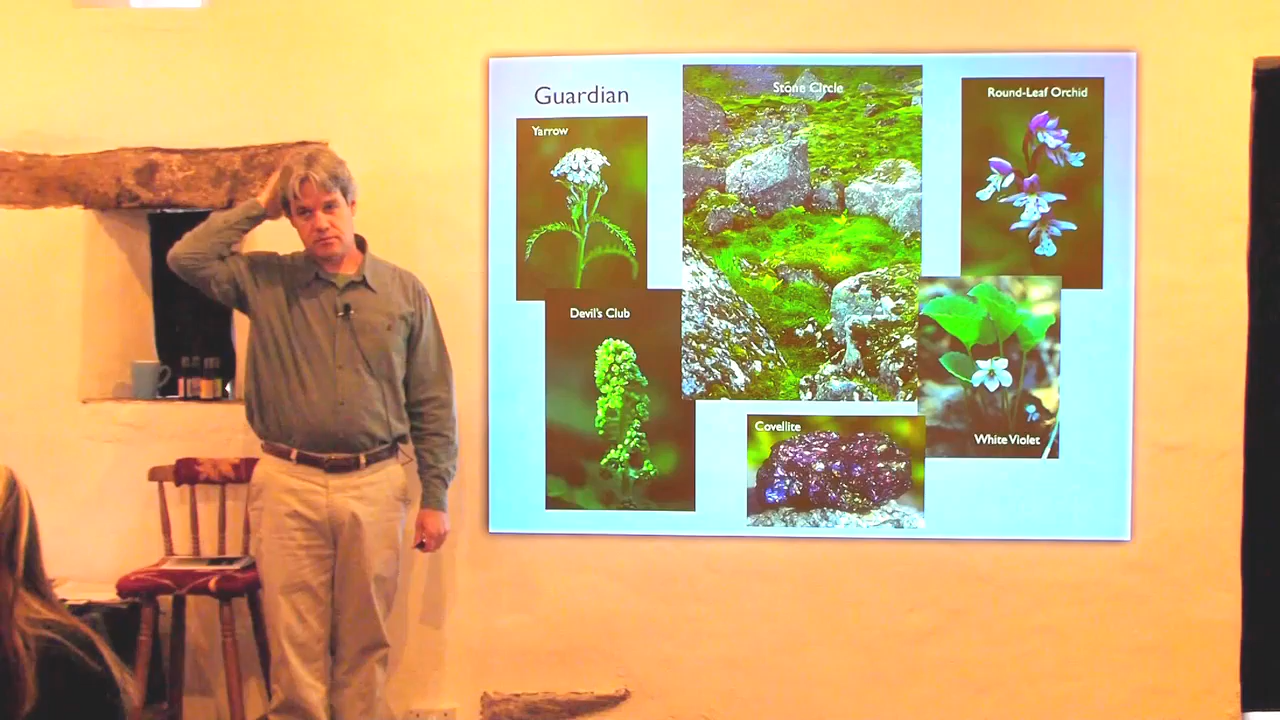 Guardian
Yarrow
Stone Circle
Round-Leaf Orchid
Devil's Club
Covellite
White Violet